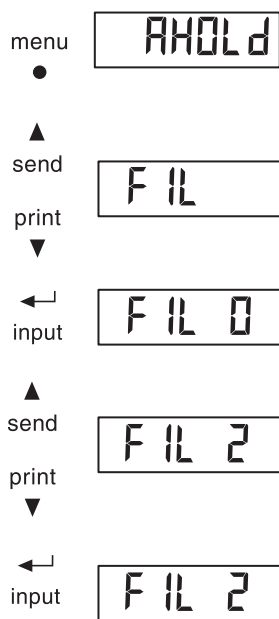 menu
AHOLd
send
print
FIL
input
FIL 0
send
print
FIL 2
input
FIL 2